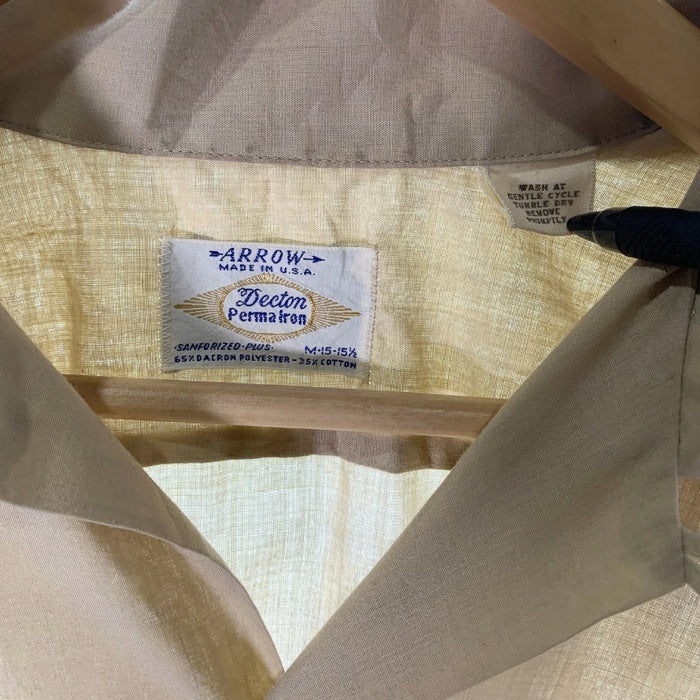 ARROW
MADE IN U.S.A.
Decton
Perma Iron
·SANFORIZED-PLUS·
M·15-15½
65% DACRON POLYESTER - 35% COTTON
WASH AT
GENTLE CYCLE
TUMBLE DRY
REMOVE
PROMPTLY